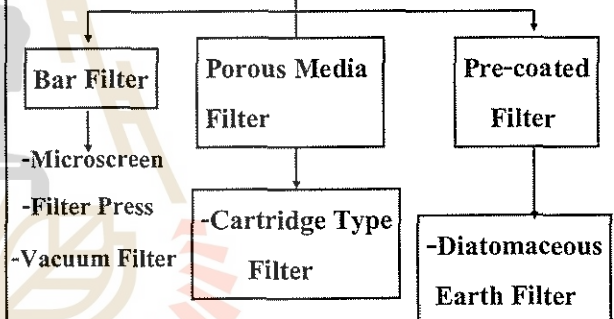 Bar Filter
-Microscreen
-Filter Press
-Vacuum Filter
Porous Media
Filter
-Cartridge Type
Filter
Pre-coated
Filter
-Diatomaceous
Earth Filter